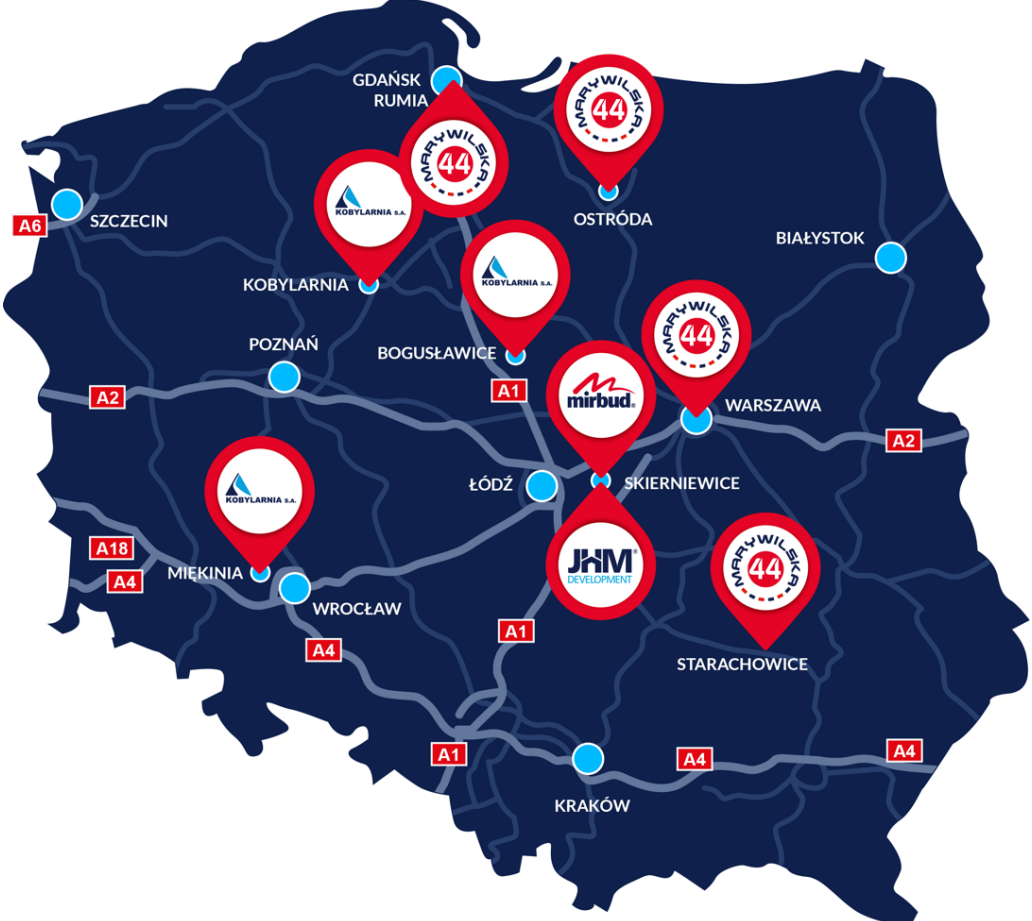 GDAŃSK
RUMIA
MARYWILSKA
44
MARYWILSKA
44
KOBYLARNIA S.A.
SZCZECIN
A6
OSTRÓDA
BIAŁYSTOK
KOBYLARNIA
KOBYLARNIA S.A.
MARYWILSKA
44
POZNAŃ
BOGUSŁAWICE
A1
A2
mirbud®
WARSZAWA
A2
KOBYLARNIA S.A.
ŁÓDŹ
SKIERNIEWICE
A18
A4
MIĘKINIA
WROCŁAW
JHM®
DEVELOPMENT
MARYWILSKA
44
A1
A4
STARACHOWICE
A1
A4
A4
KRAKÓW